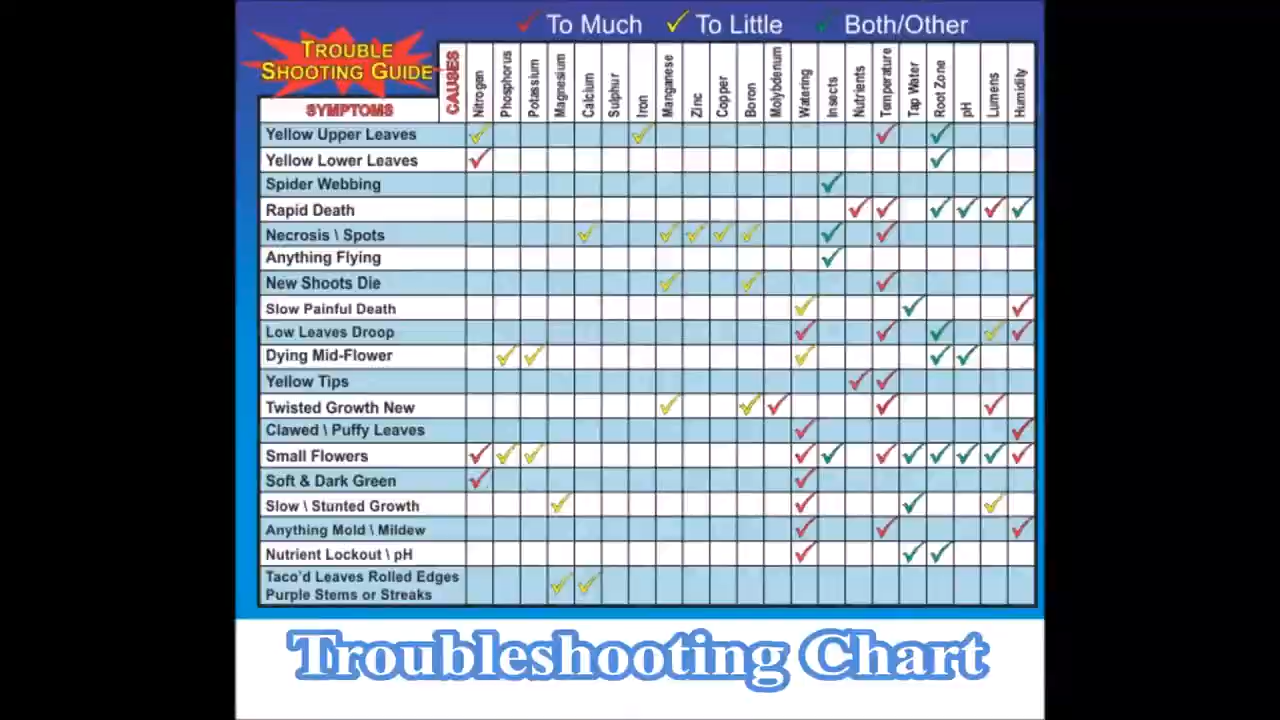 To Much To Little Both/Other
TROUBLE
SHOOTING GUIDE
SYMPTOMS
CAUSES
Nitrogen
Phosphorus
Potassium
Magnesium
Calcium
Sulphur
Iron
Manganese
Zinc
Copper
Boron
Molybdenum
Watering
Insects
Nutrients
Temperature
Tap Water
Root Zone
pH
Lumens
Humidity
Yellow Upper Leaves
Yellow Lower Leaves
Spider Webbing
Rapid Death
Necrosis \ Spots
Anything Flying
New Shoots Die
Slow Painful Death
Low Leaves Droop
Dying Mid-Flower
Yellow Tips
Twisted Growth New
Clawed \ Puffy Leaves
Small Flowers
Soft & Dark Green
Slow \ Stunted Growth
Anything Mold \ Mildew
Nutrient Lockout \ pH
Taco'd Leaves Rolled Edges
Purple Stems or Streaks
Troubleshooting Chart